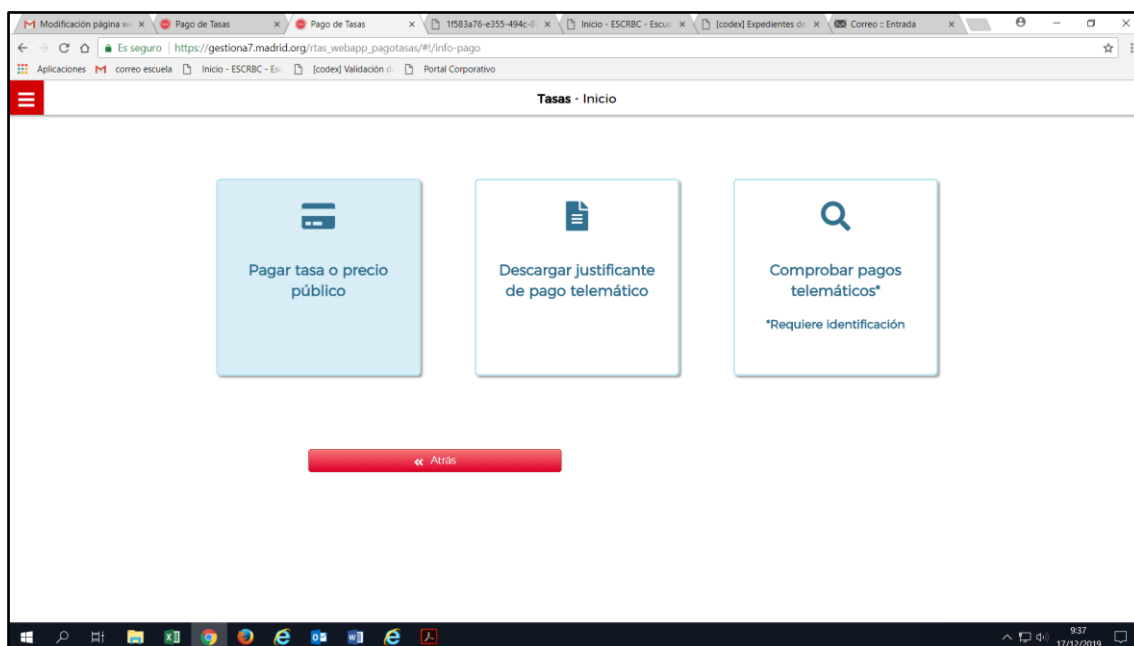 Modificación página we
Pago de Tasas
Pago de Tasas
1f583a76-e355-494c-8
Inicio - ESCRBC - Escue
[codex] Expedientes de
Correo :: Entrada
Es seguro
https://gestiona7.madrid.org/rtas_webapp_pagotasas/#!/info-pago
Aplicaciones
correo escuela
Inicio - ESCRBC - Esc
[codex] Validación d
Portal Corporativo
Tasas - Inicio
Pagar tasa o precio
público
Descargar justificante
de pago telemático
Comprobar pagos
telemáticos*
*Requiere identificación
« Atrás
9:37
17/12/2019